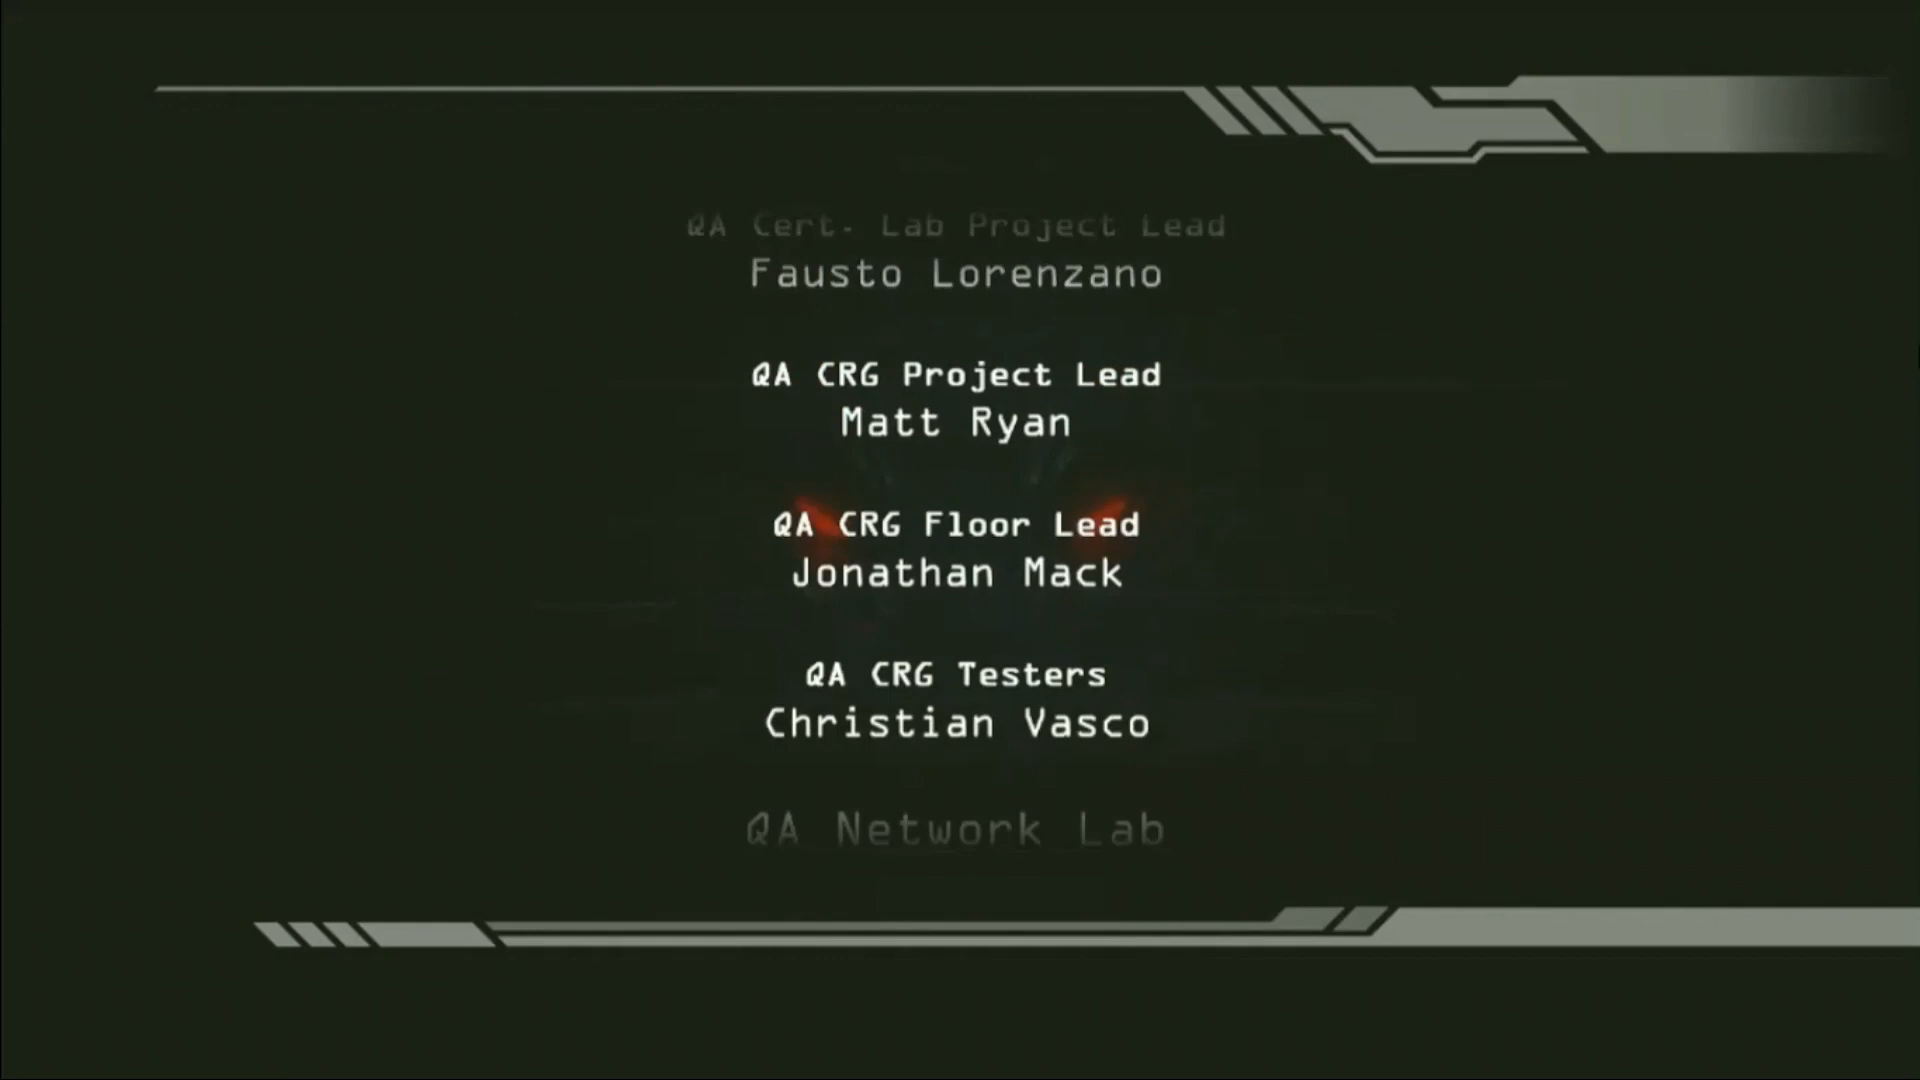 QA Cert. Lab Project Lead
Fausto Lorenzano
QA CRG Project Lead
Matt Ryan
QA CRG Floor Lead
Jonathan Mack
QA CRG Testers
Christian Vasco
QA Network Lab